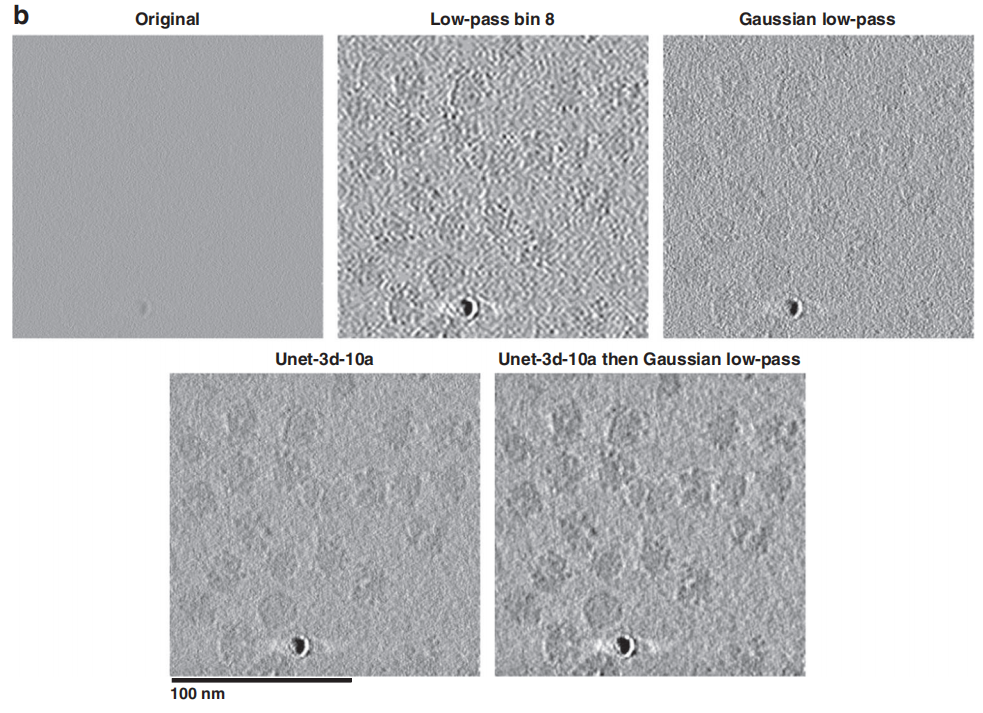 b
Original
Low-pass bin 8
Gaussian low-pass
Unet-3d-10a
Unet-3d-10a then Gaussian low-pass
100 nm